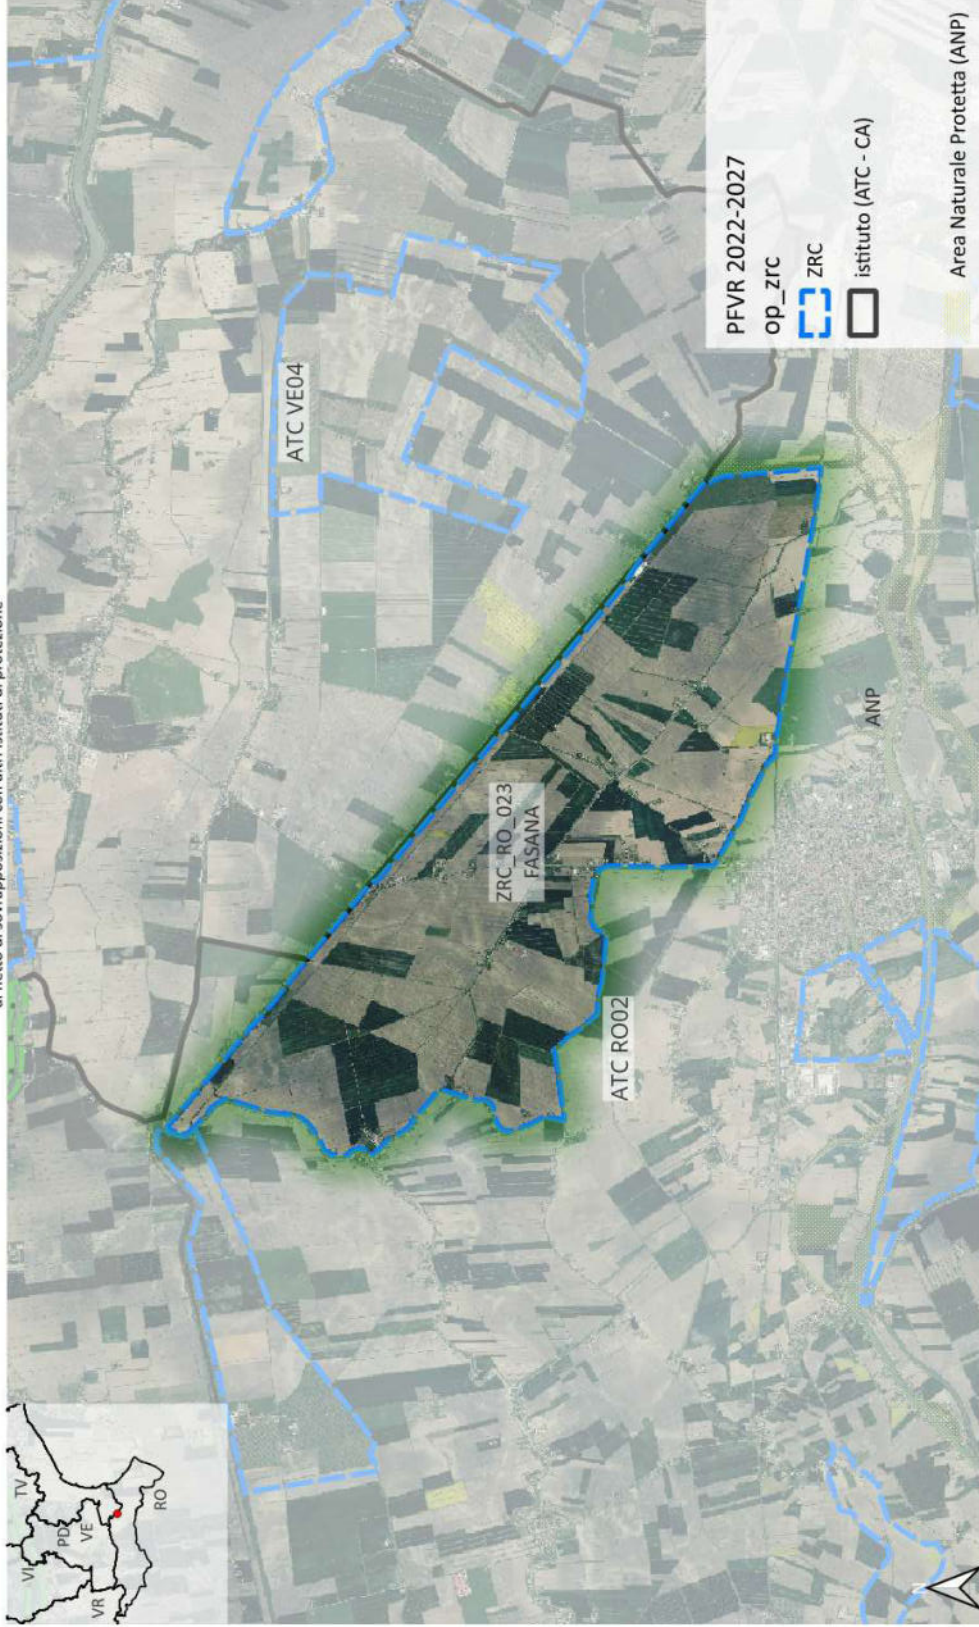 TV
VI
PD
VE
VR
RO
ATC VE04
ZRC_RO_023
FASANA
ATC RO02
ANP
N
PFVR 2022-2027
op_zrc
ZRC
istituto (ATC - CA)
Area Naturale Protetta (ANP)